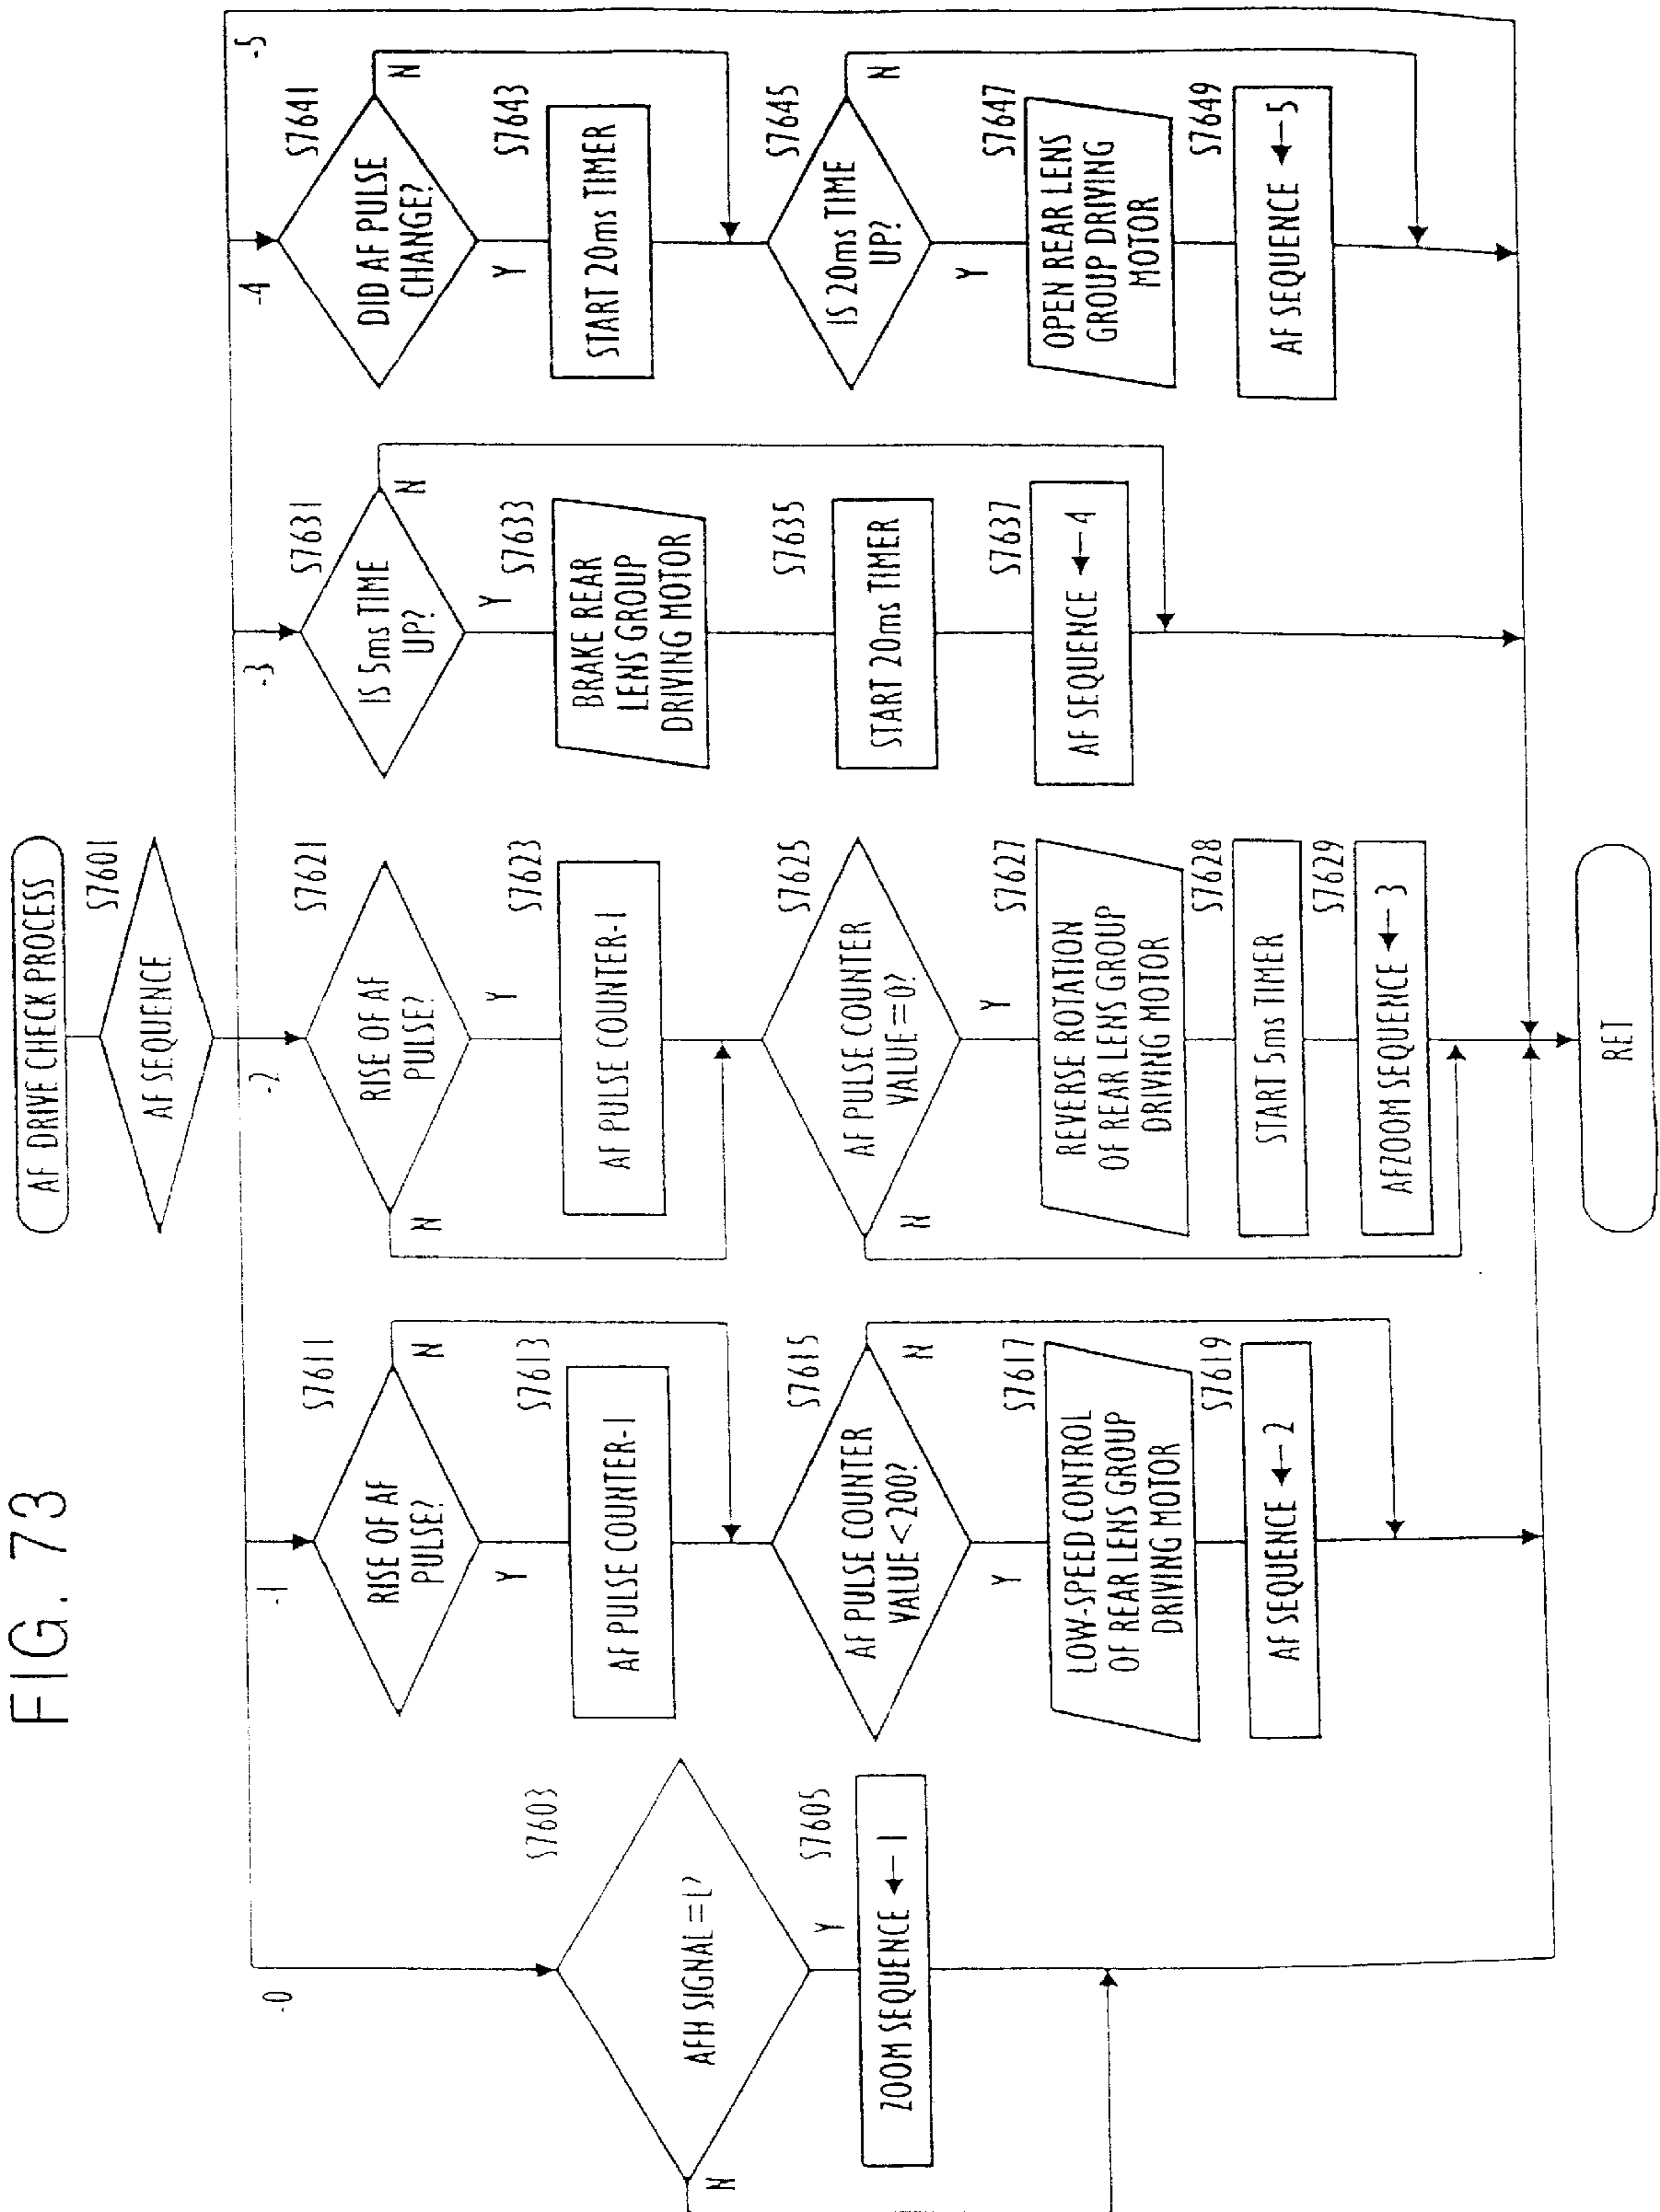 FIG. 73
AF DRIVE CHECK PROCESS
S7601
AF SEQUENCE
-0
S7603
AFH SIGNAL=L?
N
Y
S7605
ZOOM SEQUENCE ← 1
-1
S7611
RISE OF AF
PULSE?
N
Y
S7613
AF PULSE COUNTER-1
S7615
AF PULSE COUNTER
VALUE<200?
N
Y
S7617
LOW-SPEED CONTROL
OF REAR LENS GROUP
DRIVING MOTOR
S7619
AF SEQUENCE ← 2
-2
S7621
RISE OF AF
PULSE?
N
Y
S7623
AF PULSE COUNTER-1
S7625
AF PULSE COUNTER
VALUE=0?
N
Y
S7627
REVERSE ROTATION
OF REAR LENS GROUP
DRIVING MOTOR
S7628
START 5ms TIMER
S7629
AFZOOM SEQUENCE ← 3
-3
S7631
IS 5ms TIME
UP?
N
Y
S7633
BRAKE REAR
LENS GROUP
DRIVING MOTOR
S7635
START 20ms TIMER
S7637
AF SEQUENCE ← 4
-4
S7641
DID AF PULSE
CHANGE?
N
Y
S7643
START 20ms TIMER
S7645
IS 20ms TIME
UP?
N
Y
S7647
OPEN REAR LENS
GROUP DRIVING
MOTOR
S7649
AF SEQUENCE ← 5
-5
RET